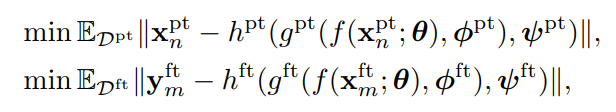 min 𝔼_{𝒟^{pt}} ‖𝐱_n^{pt} − h^{pt}(g^{pt}(f(𝐱_n^{pt}; 𝜽), 𝝓^{pt}), 𝝍^{pt})‖,
min 𝔼_{𝒟^{ft}} ‖𝐲_m^{ft} − h^{ft}(g^{ft}(f(𝐱_m^{ft}; 𝜽), 𝝓^{ft}), 𝝍^{ft})‖,